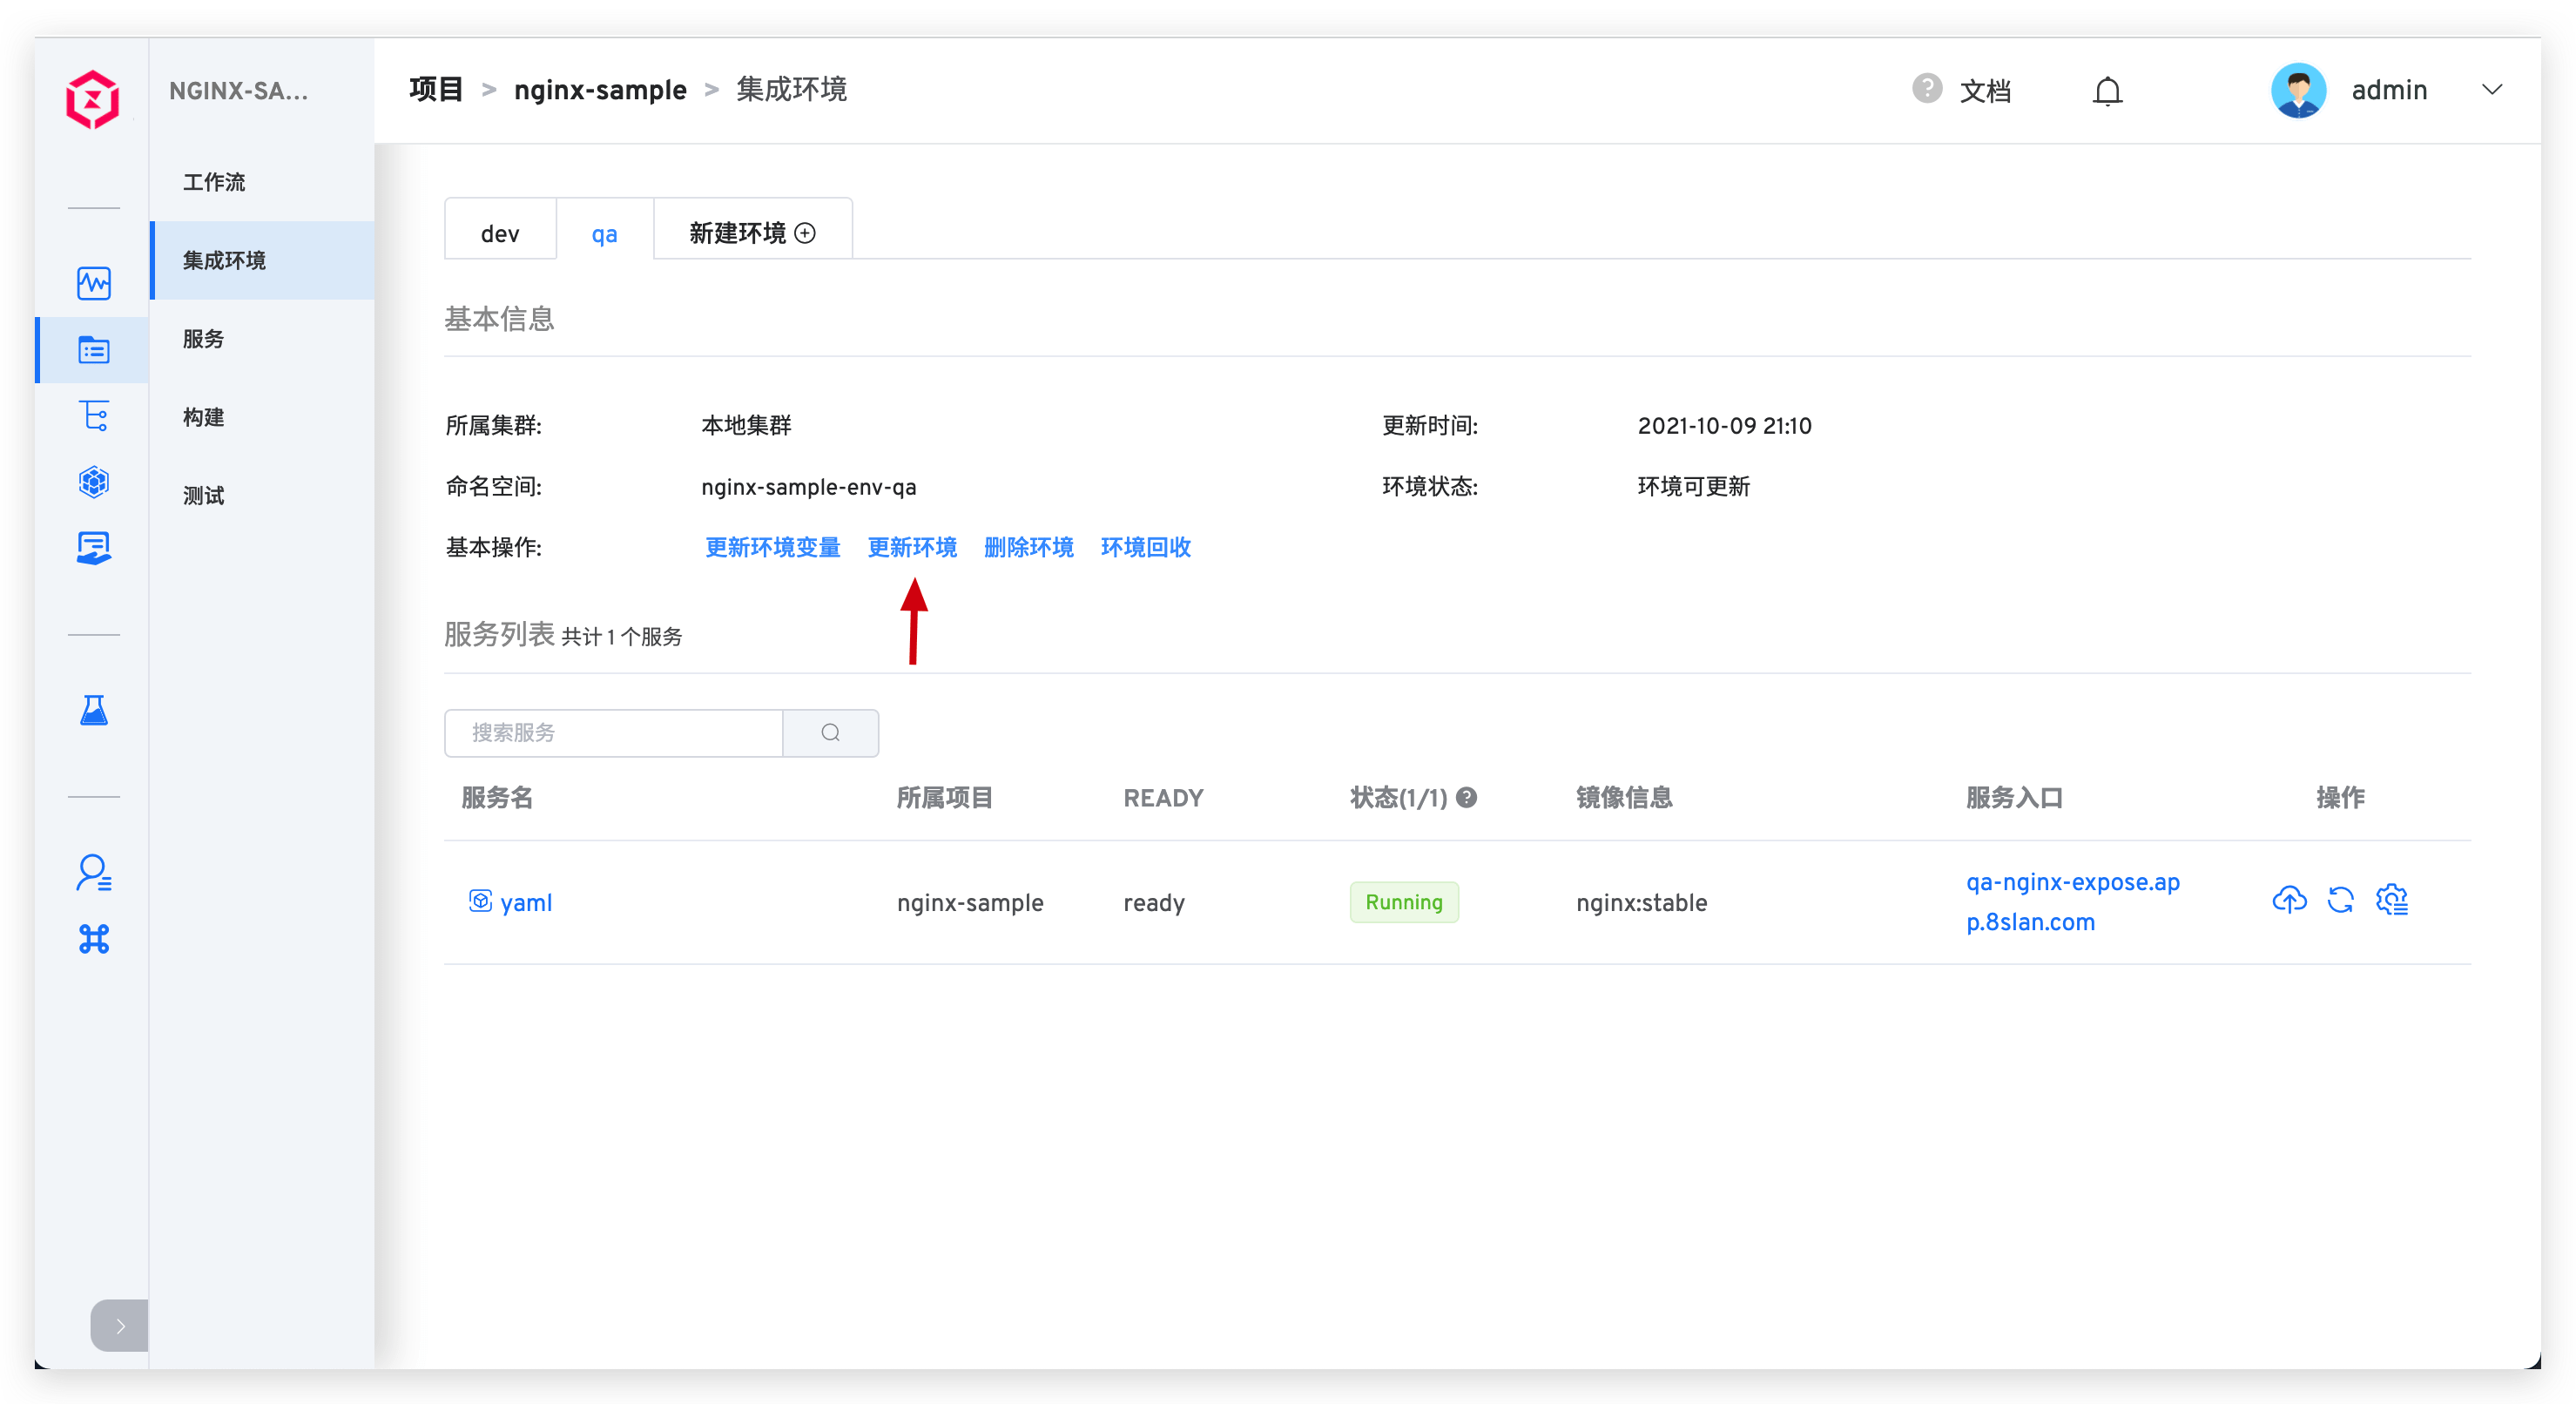 NGINX-SA...
项目 > nginx-sample > 集成环境
? 文档
admin
工作流
集成环境
服务
构建
测试
dev
qa
新建环境
基本信息
所属集群: 本地集群
更新时间: 2021-10-09 21:10
命名空间: nginx-sample-env-qa
环境状态: 环境可更新
基本操作: 更新环境变量 更新环境 删除环境 环境回收
服务列表 共计 1 个服务
搜索服务
服务名 所属项目 READY 状态(1/1) ? 镜像信息 服务入口 操作
yaml nginx-sample ready Running nginx:stable qa-nginx-expose.ap
p.8slan.com